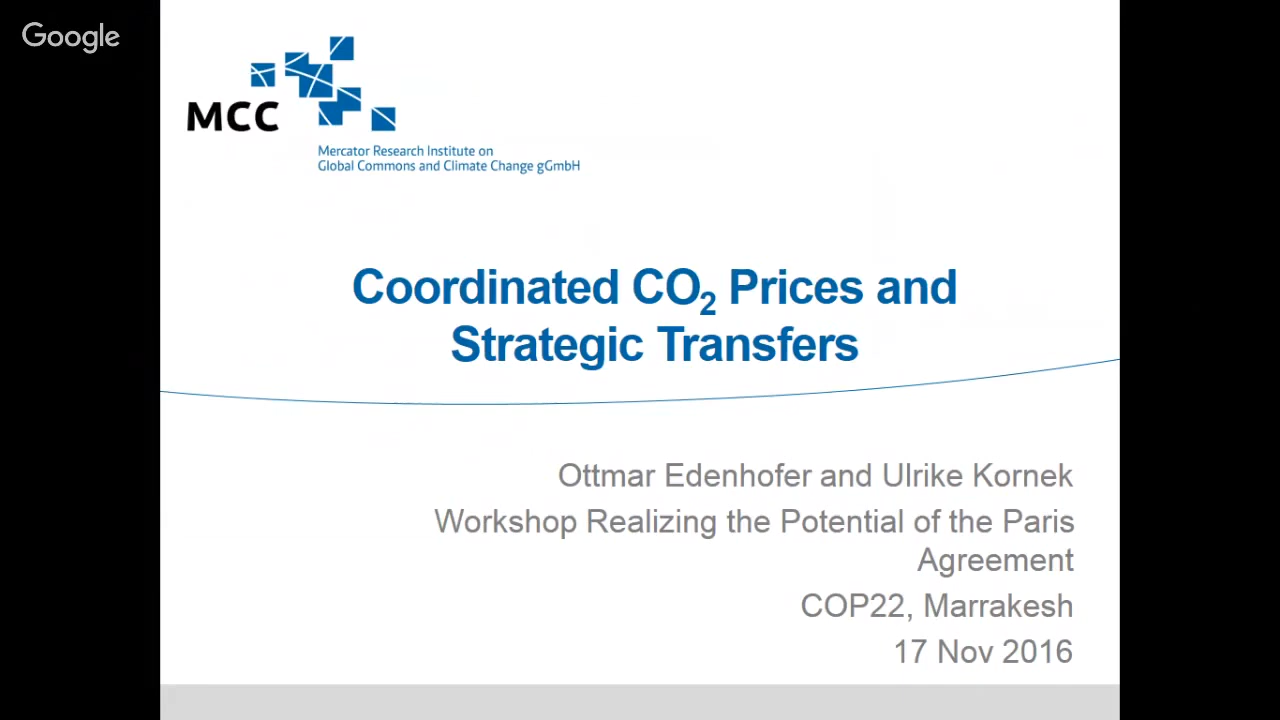 Google
MCC
Mercator Research Institute on
Global Commons and Climate Change gGmbH
Coordinated CO₂ Prices and
Strategic Transfers
Ottmar Edenhofer and Ulrike Kornek
Workshop Realizing the Potential of the Paris
Agreement
COP22, Marrakesh
17 Nov 2016